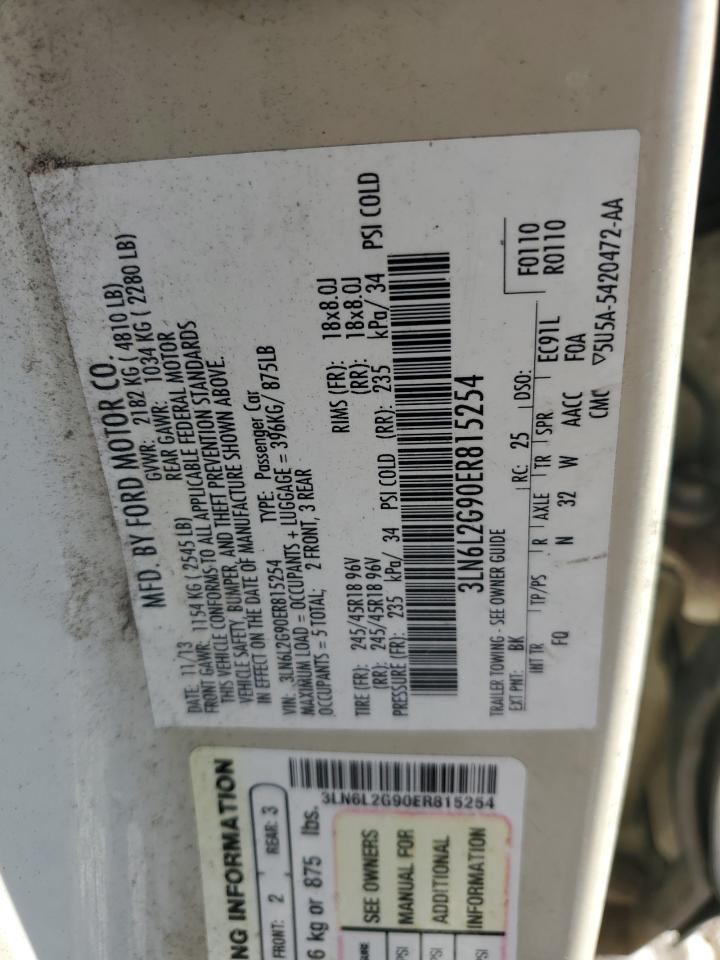 MFD. BY FORD MOTOR CO.
DATE: 11/13 GVWR: 2182 KG ( 4810 LB)
FRONT GAWR: 1154 KG ( 2545 LB) REAR GAWR: 1034 KG ( 2280 LB)
THIS VEHICLE CONFORMS TO ALL APPLICABLE FEDERAL MOTOR
VEHICLE SAFETY, BUMPER, AND THEFT PREVENTION STANDARDS
IN EFFECT ON THE DATE OF MANUFACTURE SHOWN ABOVE.
VIN: 3LN6L2G90ER815254 TYPE: Passenger Car
MAXIMUM LOAD = OCCUPANTS + LUGGAGE = 396KG/ 875LB
OCCUPANTS = 5 TOTAL; 2 FRONT, 3 REAR
TIRE (FR): 245/45R18 96V RIMS (FR): 18x8.0J
(RR): 245/45R18 96V (RR): 18x8.0J
PRESSURE (FR): 235 kPa/ 34 PSI COLD (RR): 235 kPa/ 34 PSI COLD
3LN6L2G90ER815254
TRAILER TOWING - SEE OWNER GUIDE
EXT PNT: BK RC: 25 DSO: F0110
R0110
INT TR TP/PS R AXLE TR SPR EC91L
FQ N 32 W AACC F0A
CMC ▽5U5A-5420472-AA
NG INFORMATION
FRONT: 2 REAR: 3
6 kg or 875 lbs.
3LN6L2G90ER815254
SEE OWNERS
MANUAL FOR
ADDITIONAL
INFORMATION